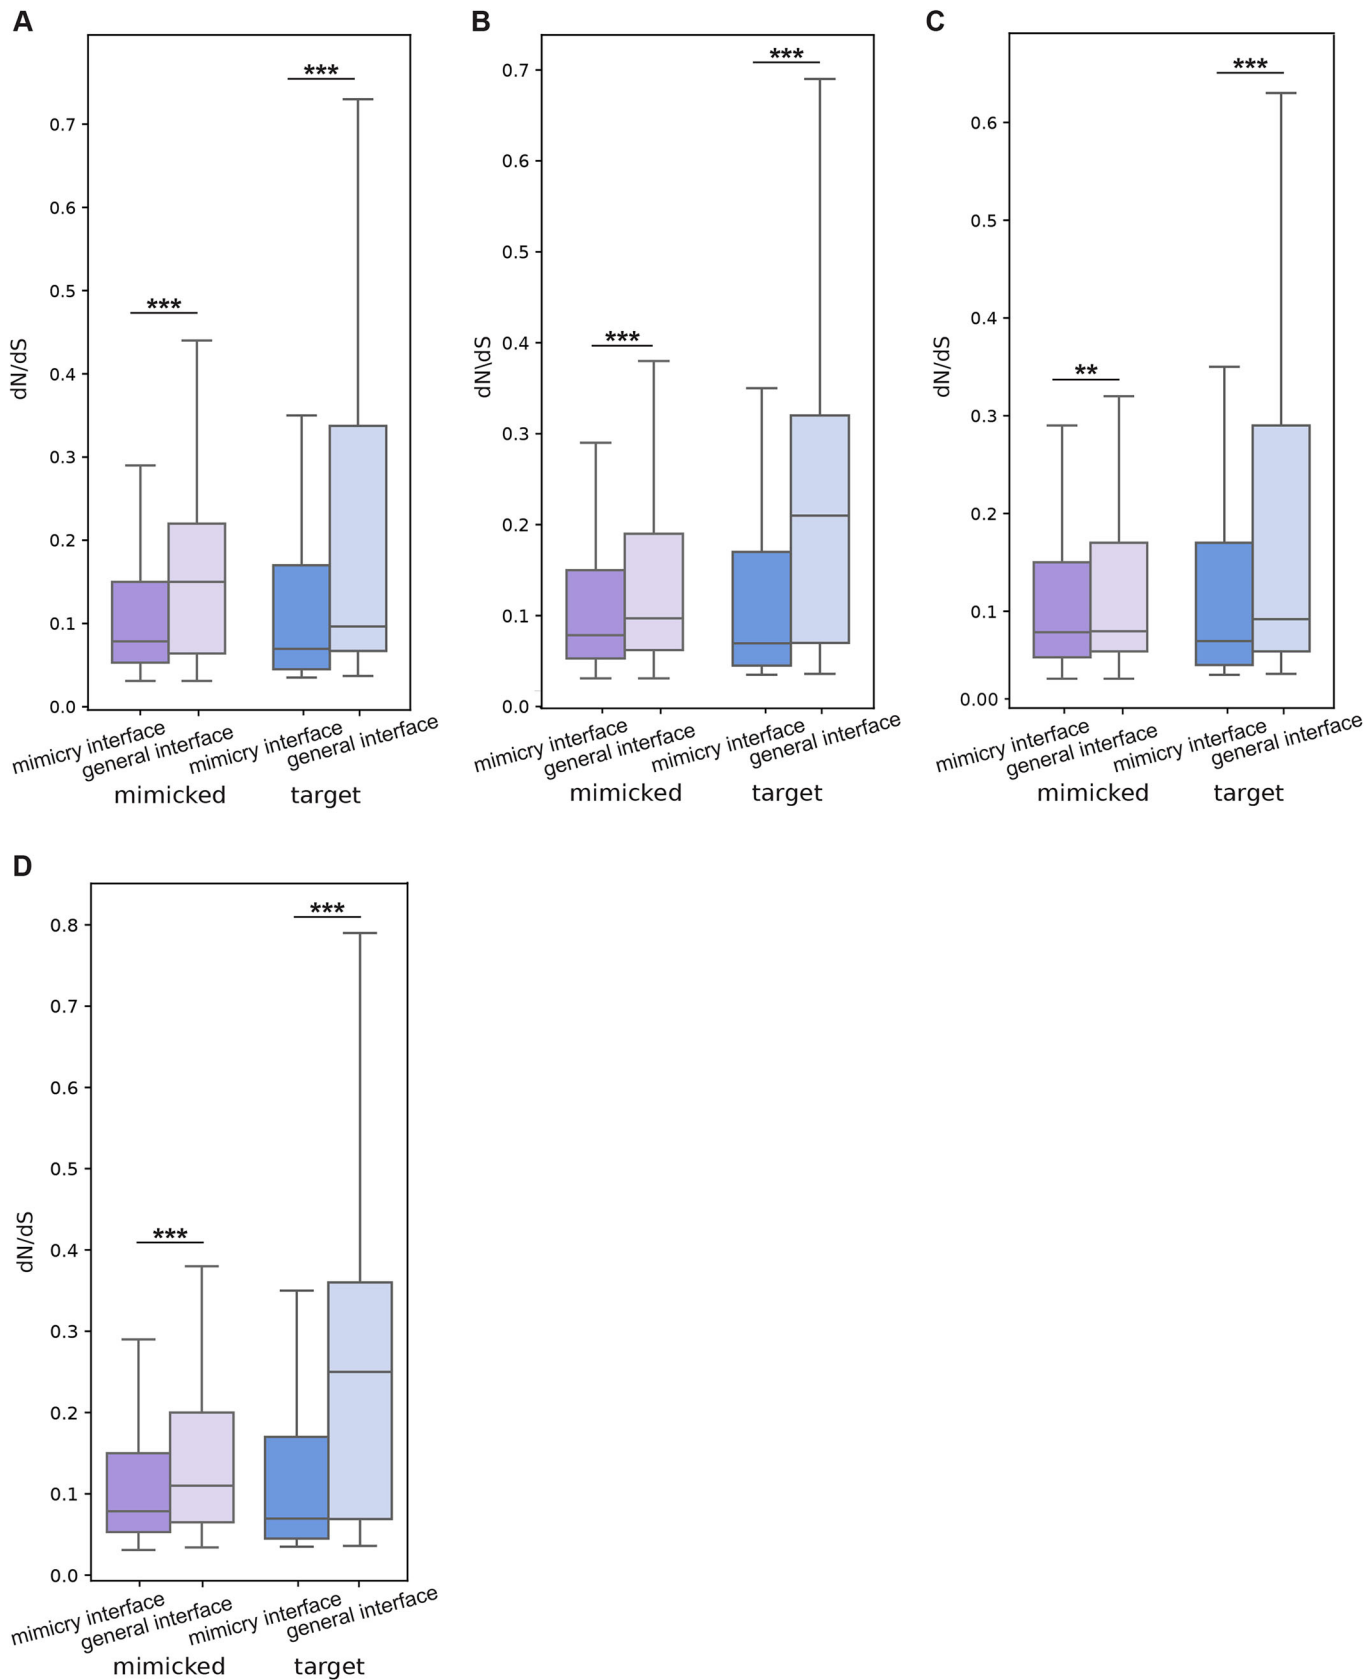 A
***
***
0.7
0.6
0.5
0.4
0.3
0.2
0.1
0.0
dN/dS
mimicry interface
general interface
mimicry interface
general interface
mimicked
target
B
***
***
0.7
0.6
0.5
0.4
0.3
0.2
0.1
0.0
dN\dS
mimicry interface
general interface
mimicry interface
general interface
mimicked
target
C
**
***
0.6
0.5
0.4
0.3
0.2
0.1
0.00
dN/dS
mimicry interface
general interface
mimicry interface
general interface
mimicked
target
D
***
***
0.8
0.7
0.6
0.5
0.4
0.3
0.2
0.1
0.0
dN/dS
mimicry interface
general interface
mimicry interface
general interface
mimicked
target